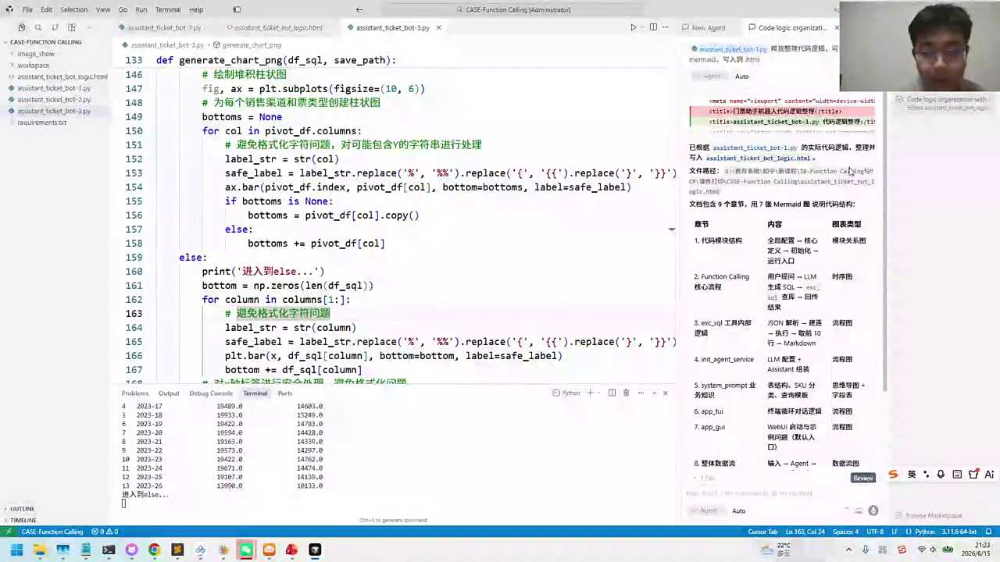 File Edit Selection View Go Run Terminal Help
CASE-Function Calling [Administrator]
assistant_ticket_bot-1.py
assistant_ticket_bot_logic.html
assistant_ticket_bot-3.py
New Agent
Code logic organizati...
CASE-FUNCTION CALLING
image_show
workspace
assistant_ticket_bot_logic.html
assistant_ticket_bot-1.py
assistant_ticket_bot-2.py
assistant_ticket_bot-3.py
requirements.txt
OUTLINE
TIMELINE
assistant_ticket_bot-3.py > generate_chart_png
133 def generate_chart_png(df_sql, save_path):
146 # 绘制堆积柱状图
147 fig, ax = plt.subplots(figsize=(10, 6))
148 # 为每个销售渠道和票类型创建柱状图
149 bottoms = None
150 for col in pivot_df.columns:
151 # 避免格式化字符问题，对可能包含Y的字符串进行处理
152 label_str = str(col)
153 safe_label = label_str.replace('%', '%%').replace('{', '{{').replace('}', '}}')
154 ax.bar(pivot_df.index, pivot_df[col], bottom=bottoms, label=safe_label)
155 if bottoms is None:
156 bottoms = pivot_df[col].copy()
157 else:
158 bottoms += pivot_df[col]
159 else:
160 print('进入到else...')
161 bottom = np.zeros(len(df_sql))
162 for column in columns[1:]:
163 # 避免格式化字符问题
164 label_str = str(column)
165 safe_label = label_str.replace('%', '%%').replace('{', '{{').replace('}', '}}')
166 plt.bar(x, df_sql[column], bottom=bottom, label=safe_label)
167 bottom += df_sql[column]
Problems Output Debug Console Terminal Ports
Python
4 2023-17 19489.0 14603.0
5 2023-18 19933.0 15249.0
6 2023-19 19422.0 14783.0
7 2023-20 19594.0 14428.0
8 2023-21 19163.0 14339.0
9 2023-22 19573.0 14297.0
10 2023-23 19422.0 14762.0
11 2023-24 19671.0 14474.0
12 2023-25 19107.0 14139.0
13 2023-26 13990.0 10133.0
进入到else...
Ctrl+K to generate command
assistant_ticket_bot-1.py 帮我整理代码逻辑，可
mermaid，写入到 .html
Agent Auto
<meta name="viewport" content="width=device-widt
<title>门票助手机器人代码逻辑整理</title>
<title>assistant_ticket_bot-1.py 代码逻辑整理</tit
已根据 assistant_ticket_bot-1.py 的实际代码逻辑，整理并
写入 assistant_ticket_bot_logic.html。
文件路径：
ogic.html
文档包含 9 个章节，用 7 张 Mermaid 图 说明代码结构：
章节 内容 图表类型
1. 代码模块结构 全局配置 → 核心定义 → 初始化 → 运行入口 模块关系图
2. Function Calling 核心流程 用户提问 → LLM 生成 SQL → exc_sql 查库 → 回传结果 时序图
3. exc_sql 工具内部逻辑 JSON 解析 → 建连 → 执行 → 取前 10 行 → Markdown 流程图
4. init_agent_service LLM 配置 + Assistant 组装 流程图
5. system_prompt 业务知识 表结构、SKU 分类、查询模板 思维导图 + 字段表
6. app_tui 终端循环对话逻辑 流程图
7. app_gui WebUI 启动与示例问题（默认入口） 流程图
8. 整体数据流 输入 → Agent → 数据流图
1 File
Review
Agent Auto
Code logic organization with
Browse Marketplace...
英
CASE-Function Calling 0 0
Cursor Tab Ln 163, Col 24 Spaces: 4 UTF-8 LF Python 3.11.6 64-bit
22°C
多云
21:23
2026/6/15